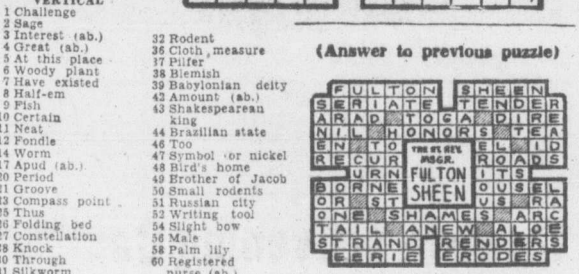 VERTICAL
1 Challenge
2 Sage
3 Interest (ab.)
4 Great (ab.)
5 At this place
6 Woody plant
7 Have existed
8 Half-em
9 Fish
10 Certain
11 Neat
12 Fondle
14 Worm
17 Apud (ab.)
20 Period
21 Groove
23 Compass point
25 Thus
26 Folding bed
27 Constellation
28 Knock
30 Through
31 Silkworm
32 Rodent
36 Cloth measure
37 Pilfer
38 Blemish
39 Babylonian deity
42 Amount (ab.)
43 Shakespearean
king
44 Brazilian state
46 Too
47 Symbol for nickel
48 Bird's home
49 Brother of Jacob
50 Small rodents
51 Russian city
52 Writing tool
54 Slight bow
56 Male
58 Palm lily
60 Registered
nurse (ab.)
(Answer to previous puzzle)
FULTON SHEEN
SERIATE TENDER
ARAD TOGA DIRE
NIL HONORS TEA
EN TO EL ID
RECUR ROADS
URN ITS
BORNE OUSEL
OR ST US RA
ONE SHAMES ARC
TAIL ANEW ALOE
STRAND RENDERS
EERIE ERODES
THE RT. REV.
MSGR.
FULTON
SHEEN